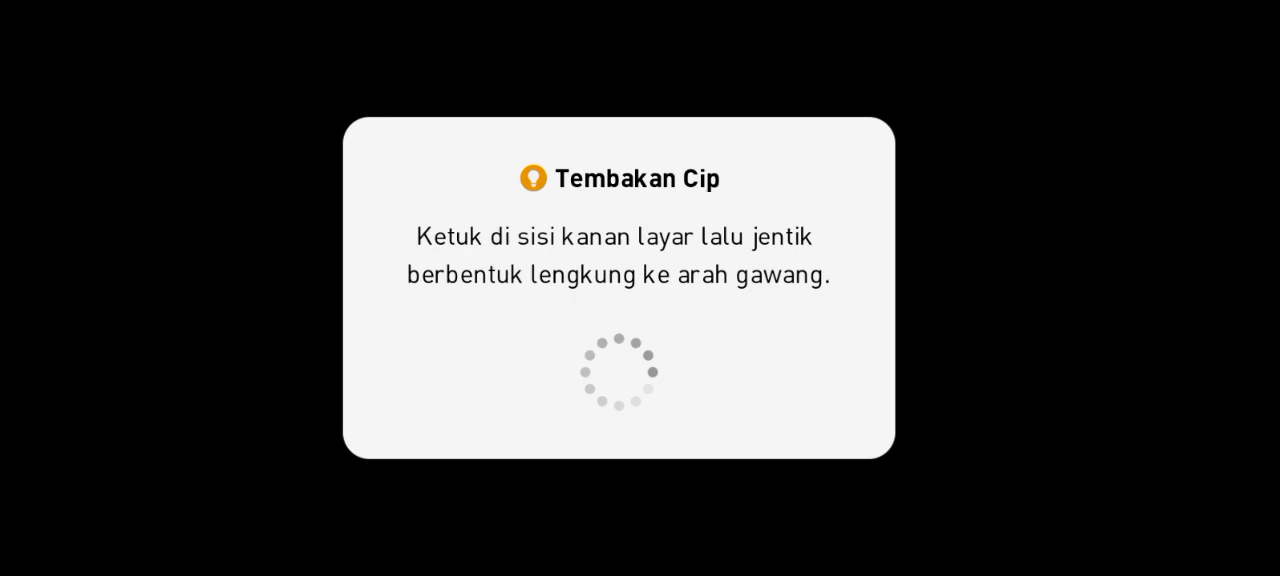 Tembakan Cip
Ketuk di sisi kanan layar lalu jentik
berbentuk lengkung ke arah gawang.